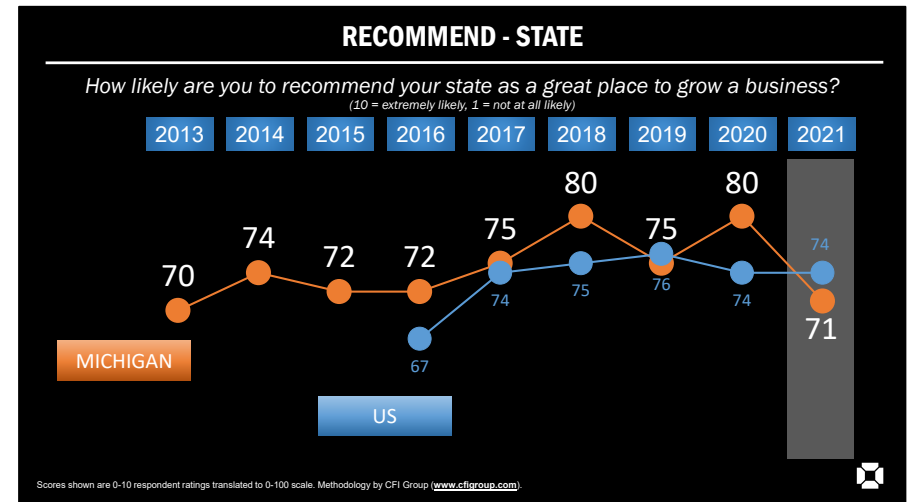 RECOMMEND - STATE
How likely are you to recommend your state as a great place to grow a business?
(10 = extremely likely, 1 = not at all likely)
2013 2014 2015 2016 2017 2018 2019 2020 2021
70 74 72 72 75 80 75 80 71
67 74 75 76 74 74
MICHIGAN
US
Scores shown are 0-10 respondent ratings translated to 0-100 scale. Methodology by CFI Group (www.cfigroup.com).